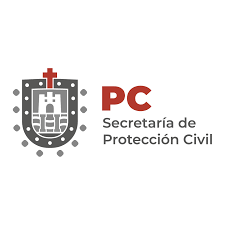 PC
Secretaría de
Protección Civil